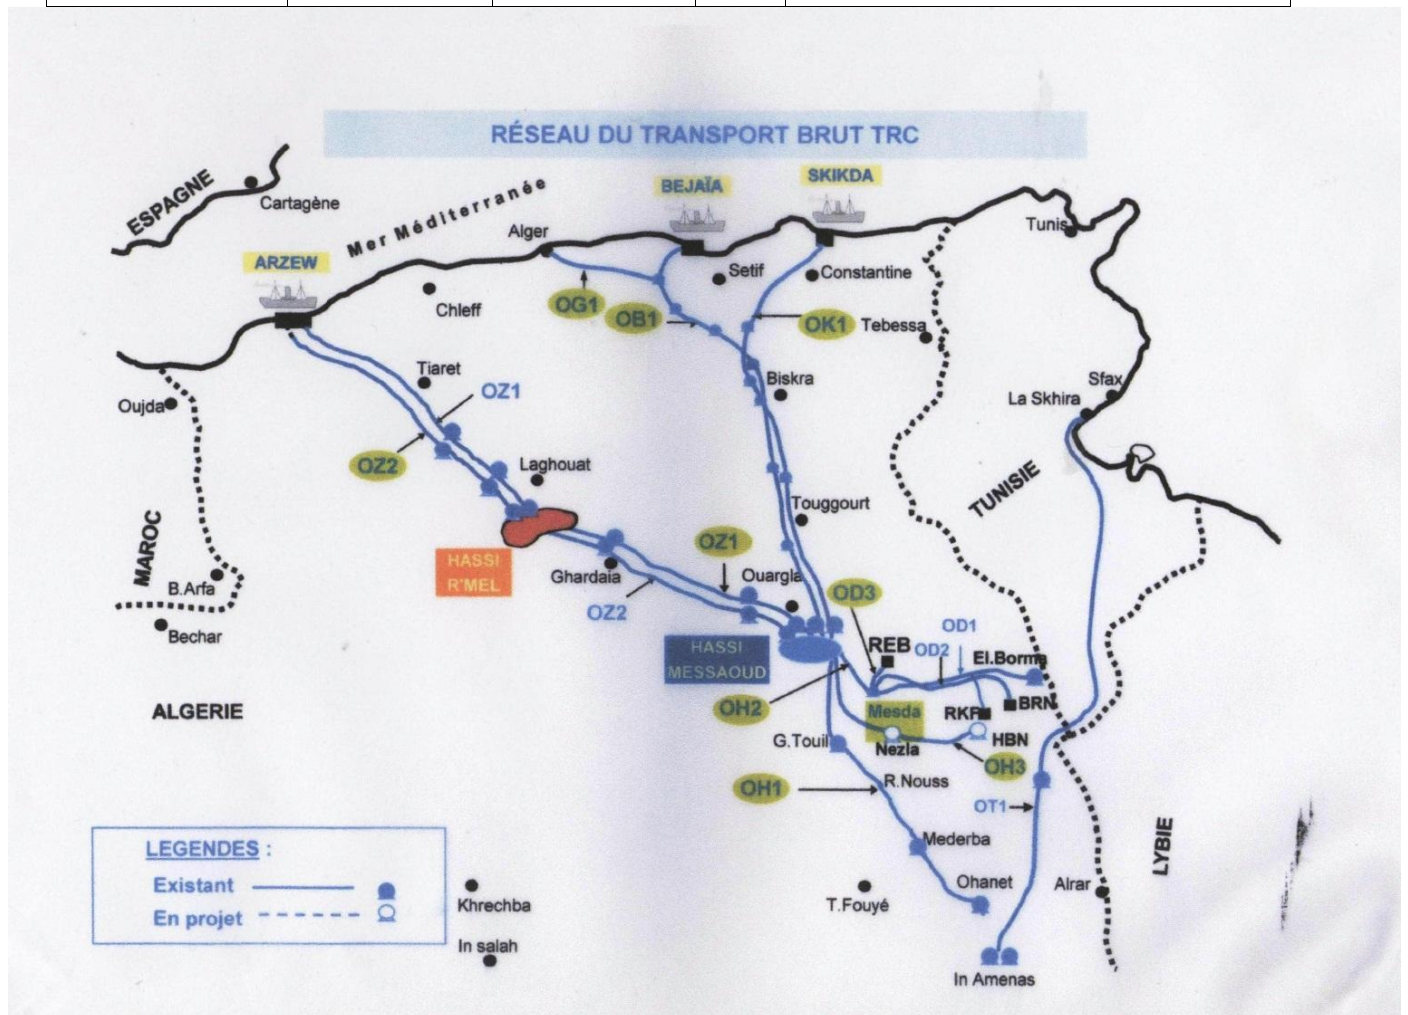 RÉSEAU DU TRANSPORT BRUT TRC
ESPAGNE
Cartagène
Mer Méditerranée
BEJAÏA
SKIKDA
Alger
Tunis
ARZEW
Setif
Constantine
Chleff
OG1
OB1
OK1
Tebessa
Tiaret
OZ1
Biskra
Sfax
La Skhira
Oujda
OZ2
Laghouat
TUNISIE
MAROC
Touggourt
HASSI
R'MEL
OZ1
Ghardaia
Ouargla
B.Arfa
OZ2
OD3
Bechar
HASSI
MESSAOUD
REB
OD2
OD1
El.Borma
ALGERIE
OH2
Mesda
RKF
BRN
G.Touil
Nezla
HBN
OH3
OH1
R.Nouss
OT1
LYBIE
Mederba
LEGENDES :
Existant
En projet
Khrechba
In salah
T.Fouyé
Ohanet
Alrar
In Amenas